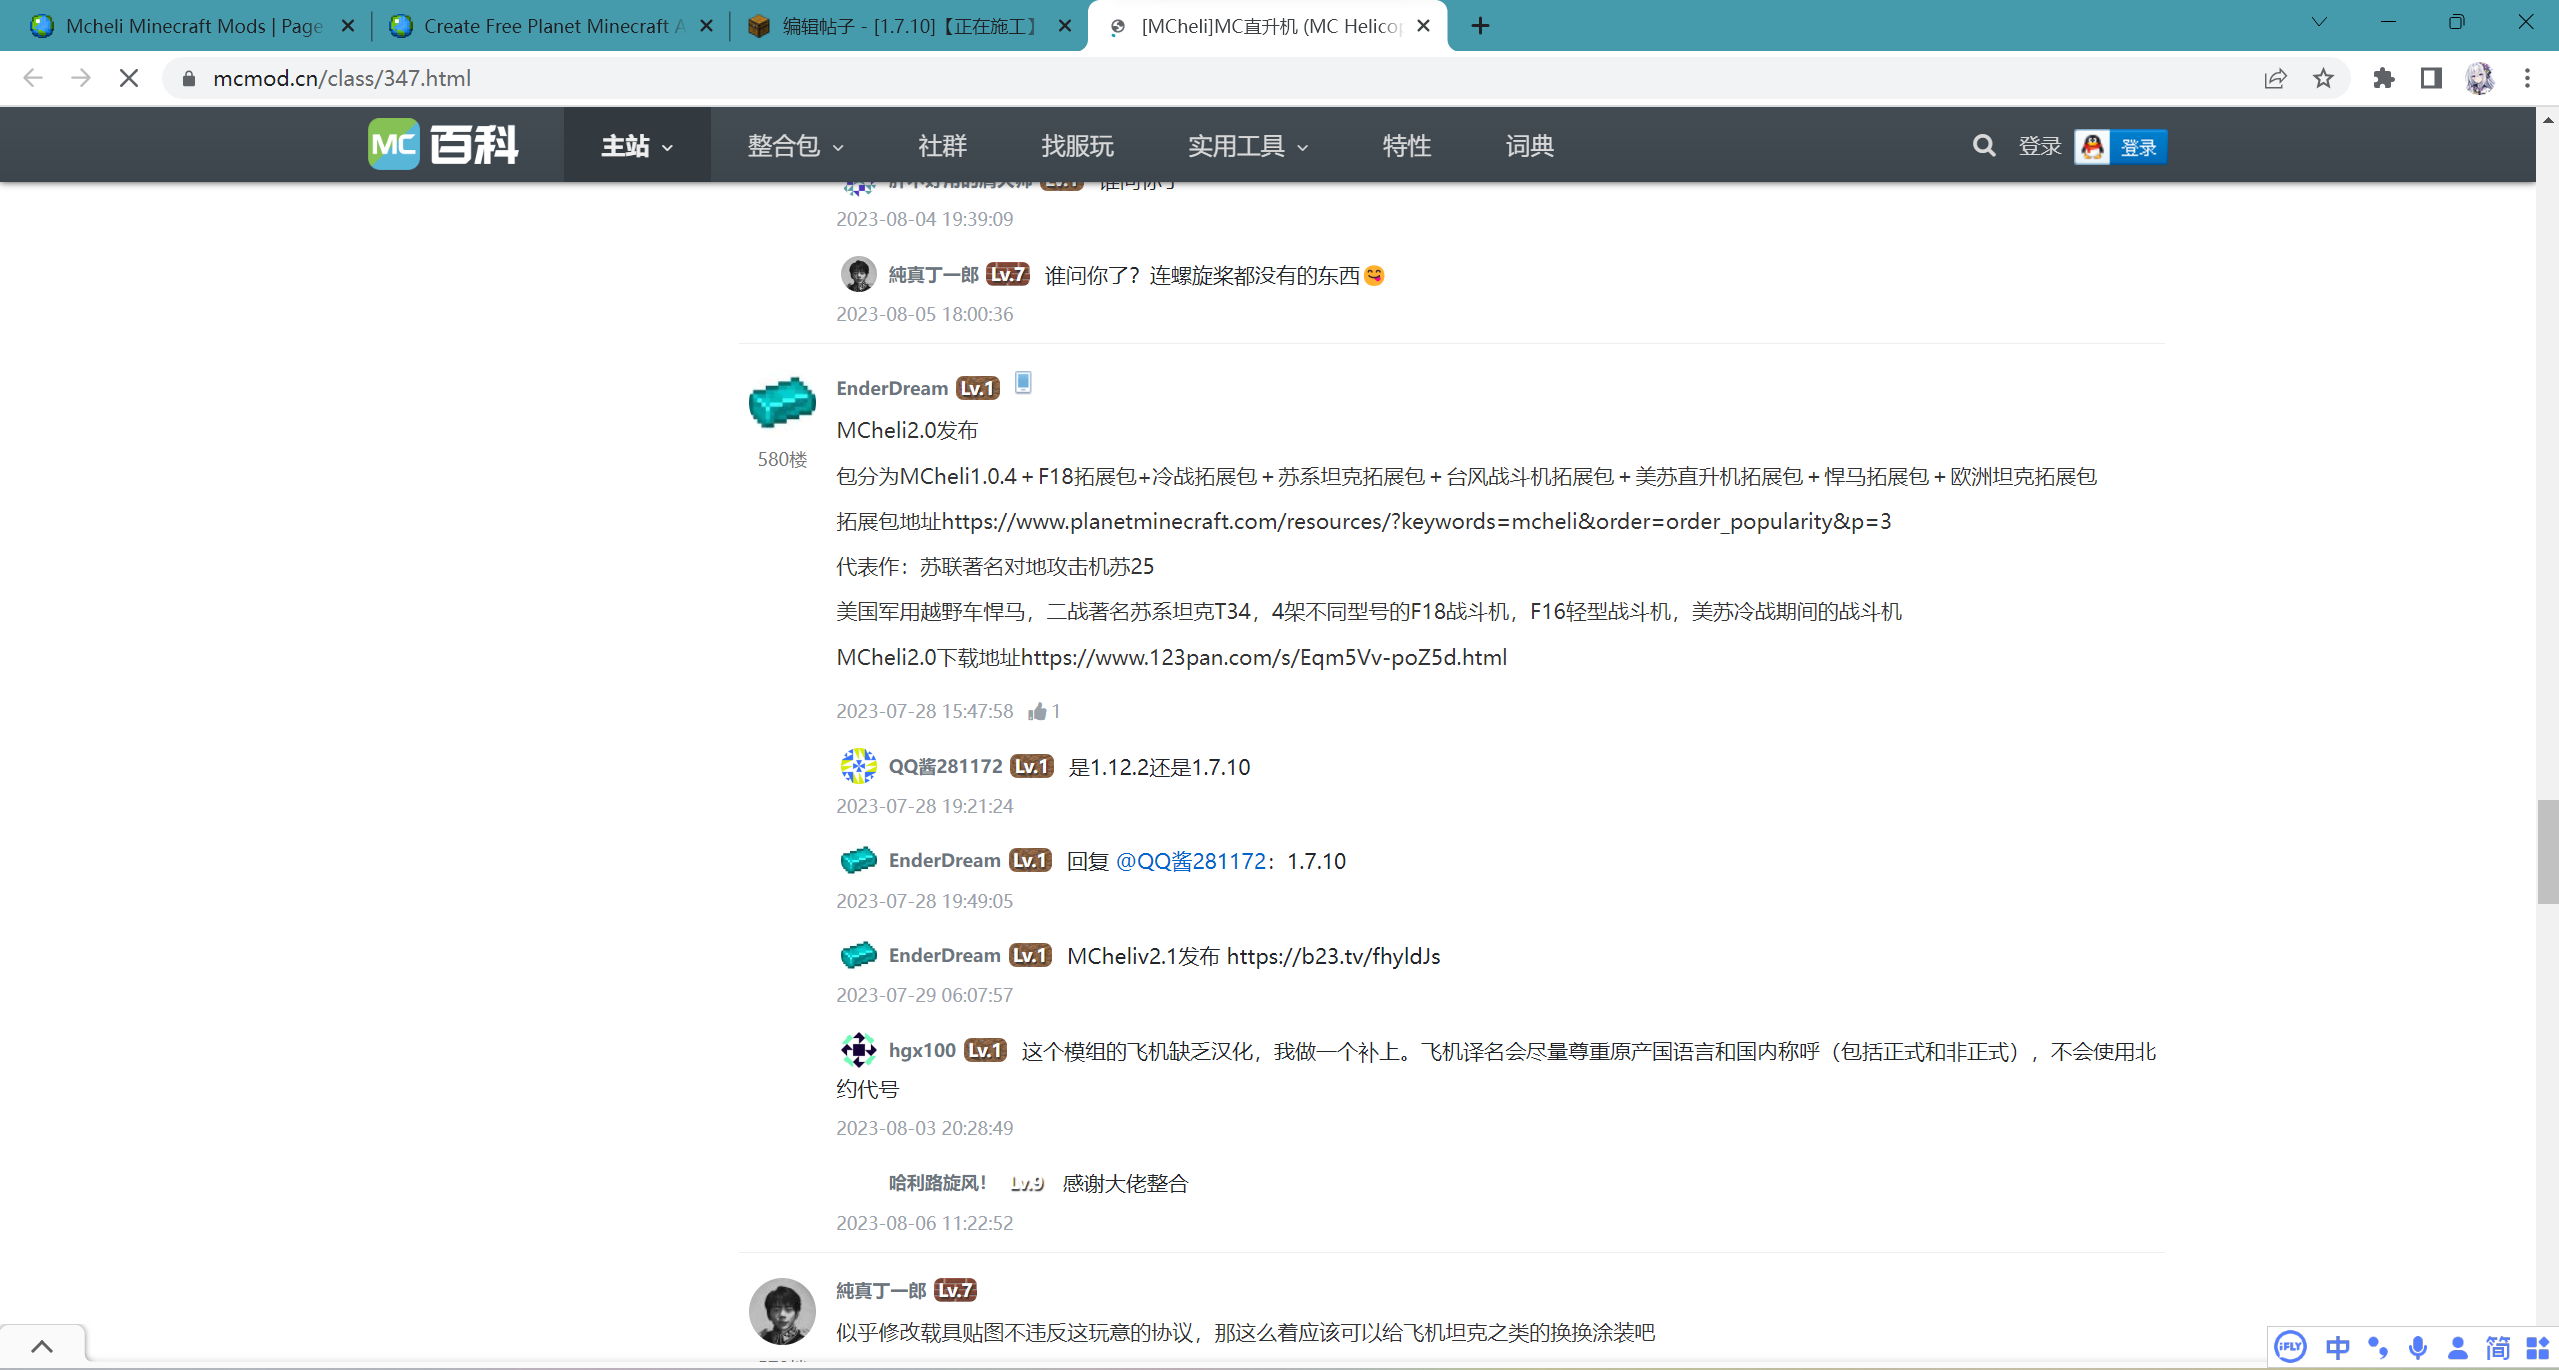 Mcheli Minecraft Mods | Page
Create Free Planet Minecraft A
编辑帖子 - [1.7.10]【正在施工】
[MCheli]MC直升机 (MC Helicop
mcmod.cn/class/347.html
MC 百科
主站
整合包
社群
找服玩
实用工具
特性
词典
登录
登录
2023-08-04 19:39:09
純真丁一郎 Lv.7 谁问你了？连螺旋桨都没有的东西😋
2023-08-05 18:00:36
EnderDream Lv.1
580楼
MCheli2.0发布
包分为MCheli1.0.4＋F18拓展包+冷战拓展包＋苏系坦克拓展包＋台风战斗机拓展包＋美苏直升机拓展包＋悍马拓展包＋欧洲坦克拓展包
拓展包地址https://www.planetminecraft.com/resources/?keywords=mcheli&order=order_popularity&p=3
代表作：苏联著名对地攻击机苏25
美国军用越野车悍马，二战著名苏系坦克T34，4架不同型号的F18战斗机，F16轻型战斗机，美苏冷战期间的战斗机
MCheli2.0下载地址https://www.123pan.com/s/Eqm5Vv-poZ5d.html
2023-07-28 15:47:58 1
QQ酱281172 Lv.1 是1.12.2还是1.7.10
2023-07-28 19:21:24
EnderDream Lv.1 回复 @QQ酱281172：1.7.10
2023-07-28 19:49:05
EnderDream Lv.1 MCheliv2.1发布 https://b23.tv/fhyldJs
2023-07-29 06:07:57
hgx100 Lv.1 这个模组的飞机缺乏汉化，我做一个补上。飞机译名会尽量尊重原产国语言和国内称呼（包括正式和非正式），不会使用北
约代号
2023-08-03 20:28:49
哈利路旋风！ Lv.9 感谢大佬整合
2023-08-06 11:22:52
純真丁一郎 Lv.7
似乎修改载具贴图不违反这玩意的协议，那这么着应该可以给飞机坦克之类的换换涂装吧
iFLY 中 简